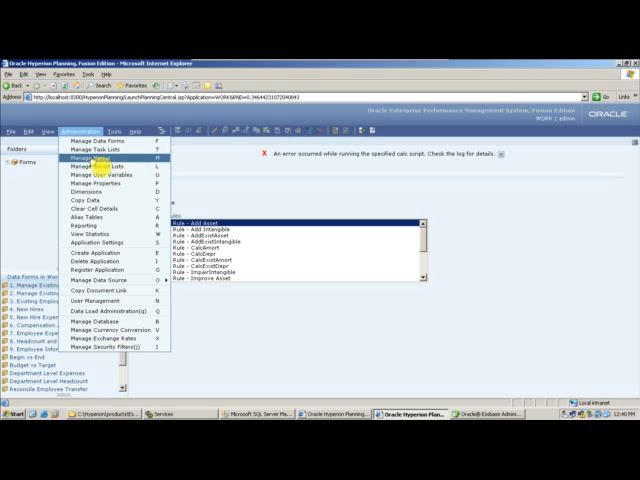 Oracle Hyperion Planning, Fusion Edition - Microsoft Internet Explorer
File Edit View Favorites Tools Help
Back Search Favorites
Address http://localhost:8300/HyperionPlanning/LaunchPlanningCentral.jsp?Application=WORK&RND=0.36446231072040843 Go Links
Oracle Enterprise Performance Management System, Fusion Edition
WORK | admin
ORACLE
File Edit View Administration Tools Help
Folders
Forms
Manage Data Forms F
Manage Task Lists T
Manage Menus M
Manage Smart Lists L
Manage User Variables U
Manage Properties P
Dimensions D
Copy Data Y
Clear Cell Details C
Alias Tables A
Reporting R
View Statistics W
Application Settings S
Create Application E
Delete Application I
Register Application G
Manage Data Source O
Copy Document Link K
User Management N
Data Load Administration(q) Q
Manage Database B
Manage Currency Conversion V
Manage Exchange Rates X
Manage Security Filters(j) J
An error occurred while running the specified calc script. Check the log for details.
Rule - Add Asset
Rule - Add Intangible
Rule - AddExistAsset
Rule - AddExistIntangible
Rule - CalcAmort
Rule - CalcDepr
Rule - CalcExistAmort
Rule - CalcExistDepr
Rule - ImpairIntangible
Rule - Improve Asset
Data Forms in Wor
1. Manage Existing
2. Existing
3. Existing Employe
4. New Hires
5. New Hire Expen
6. Compensation
7. Employee Expen
8. Headcount and
9. Employee
Begin vs End
Budget vs Target
Department Level Expenses
Department Level Headcount
Reconcile Employee Transfer
Local intranet
Start C:\Hyperion\products\Ess... Services Microsoft SQL Server Ma... Oracle Hyperion Planning... Oracle Hyperion Plan... Oracle® Essbase Admini... 12:40 PM